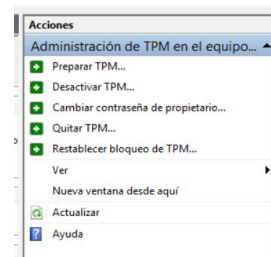 Acciones
Administración de TPM en el equipo...
Preparar TPM...
Desactivar TPM...
Cambiar contraseña de propietario...
Quitar TPM...
Restablecer bloqueo de TPM...
Ver
Nueva ventana desde aquí
Actualizar
Ayuda